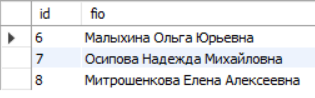 id fio
6 Малыхина Ольга Юрьевна
7 Осипова Надежда Михайловна
8 Митрошенкова Елена Алексеевна